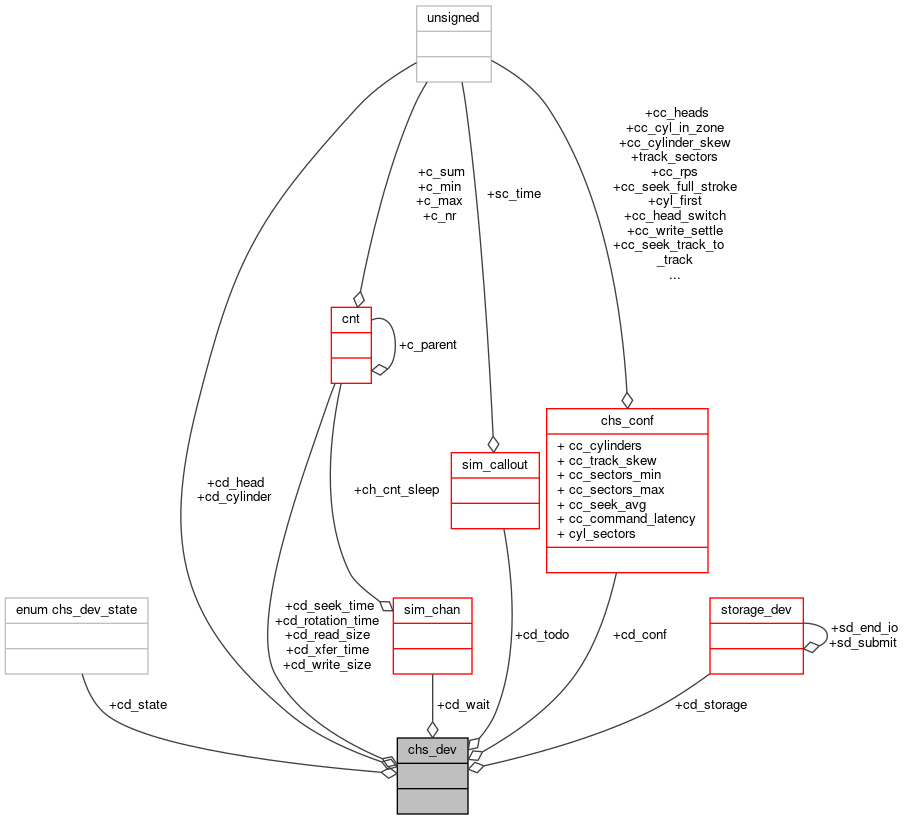 unsigned
+cc_heads
+cc_cyl_in_zone
+cc_cylinder_skew
+track_sectors
+cc_rps
+cc_seek_full_stroke
+cyl_first
+cc_head_switch
+cc_write_settle
+cc_seek_track_to
_track
...
+c_sum
+c_min
+c_max
+c_nr
+sc_time
cnt
+c_parent
chs_conf
+ cc_cylinders
+ cc_track_skew
+ cc_sectors_min
+ cc_sectors_max
+ cc_seek_avg
+ cc_command_latency
+ cyl_sectors
sim_callout
+cd_head
+cd_cylinder
+ch_cnt_sleep
enum chs_dev_state
+cd_seek_time
+cd_rotation_time
+cd_read_size
+cd_xfer_time
+cd_write_size
sim_chan
+cd_todo
+cd_conf
storage_dev
+sd_end_io
+sd_submit
+cd_state
+cd_wait
+cd_storage
chs_dev